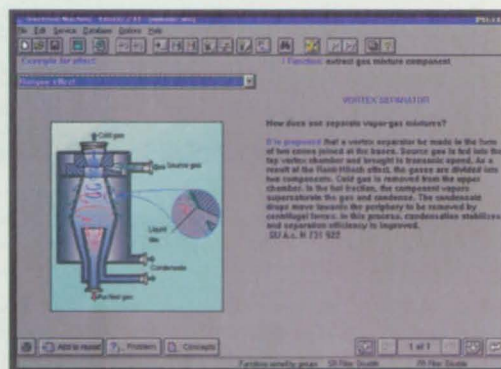 File Edit Service Database Options Help
Example for effect
Function: extract gas mixture component
Ranque effect
VORTEX SEPARATOR
How does one separate vapor-gas mixtures?
It is proposed that a vortex separator be made in the form
of two cones joined at the bases. Source gas is fed into the
top vortex chamber and brought to transonic speed. As a
result of the Rank-Hilsch effect, the gases are divided into
two components. Cold gas is removed from the upper
chamber. In the hot fraction, the component vapors
supersaturate the gas and condense. The condensate
drops move towards the periphery to be removed by
centrifugal forces. In this process, condensation stabilizes
and separation efficiency is improved.
SU A.c. N 731 922
Cold gas
Source gas
Liquid
film
Condensate
Purified gas
Add to report
Problem
Concepts
1 of 1